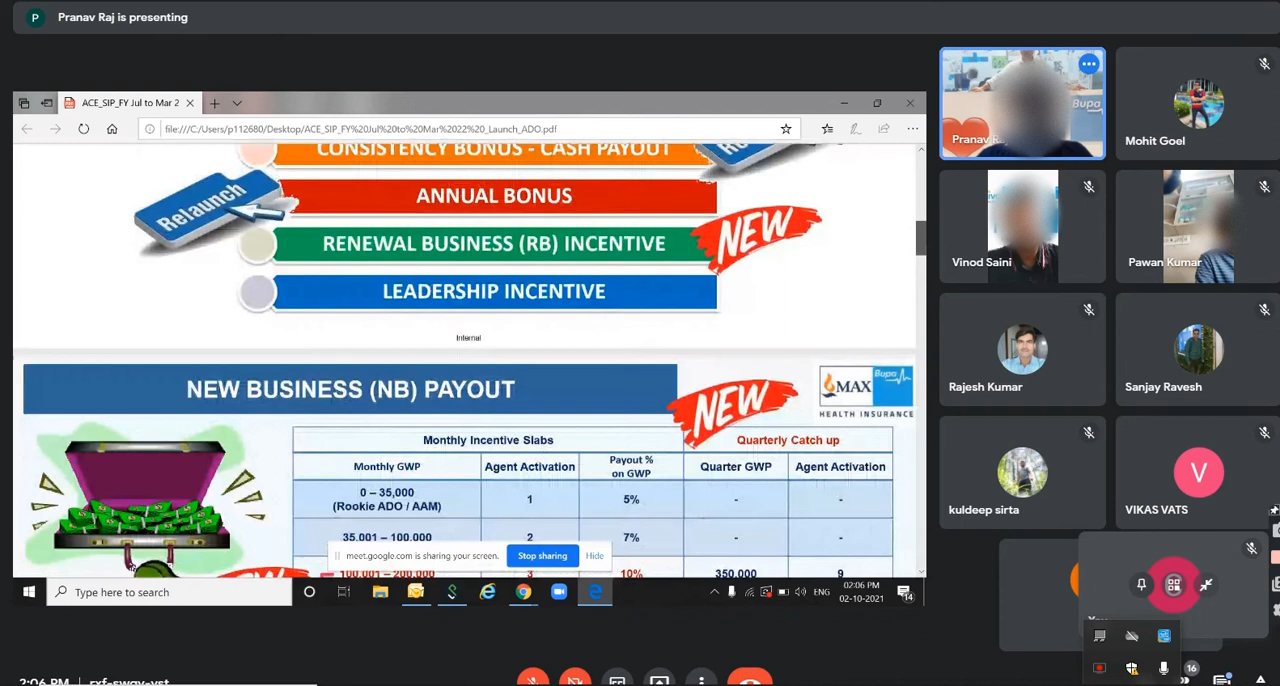 P Pranav Raj is presenting
ACE_SIP_FY Jul to Mar 2
file:///C:/Users/p112680/Desktop/ACE_SIP_FY%20Jul%20to%20Mar%2022%20_Launch_ADO.pdf
CONSISTENCY BONUS - CASH PAYOUT
Relaunch
ANNUAL BONUS
RENEWAL BUSINESS (RB) INCENTIVE
NEW
LEADERSHIP INCENTIVE
Internal
NEW BUSINESS (NB) PAYOUT
NEW
MAX Bupa
HEALTH INSURANCE
Monthly Incentive Slabs Quarterly Catch up
Monthly GWP Agent Activation Payout % on GWP Quarter GWP Agent Activation
0 – 35,000 (Rookie ADO / AAM) 1 5% - -
35,001 – 100,000 2 7% - -
100,001 – 200,000 3 10% 350,000 9
meet.google.com is sharing your screen. Stop sharing Hide
Type here to search
ENG
02:06 PM
02-10-2021
14
Bupa
Pranav
Mohit Goel
Vinod Saini
Pawan Kumar
Rajesh Kumar
Sanjay Ravesh
kuldeep sirta
V
VIKAS VATS
16
2:06 PM